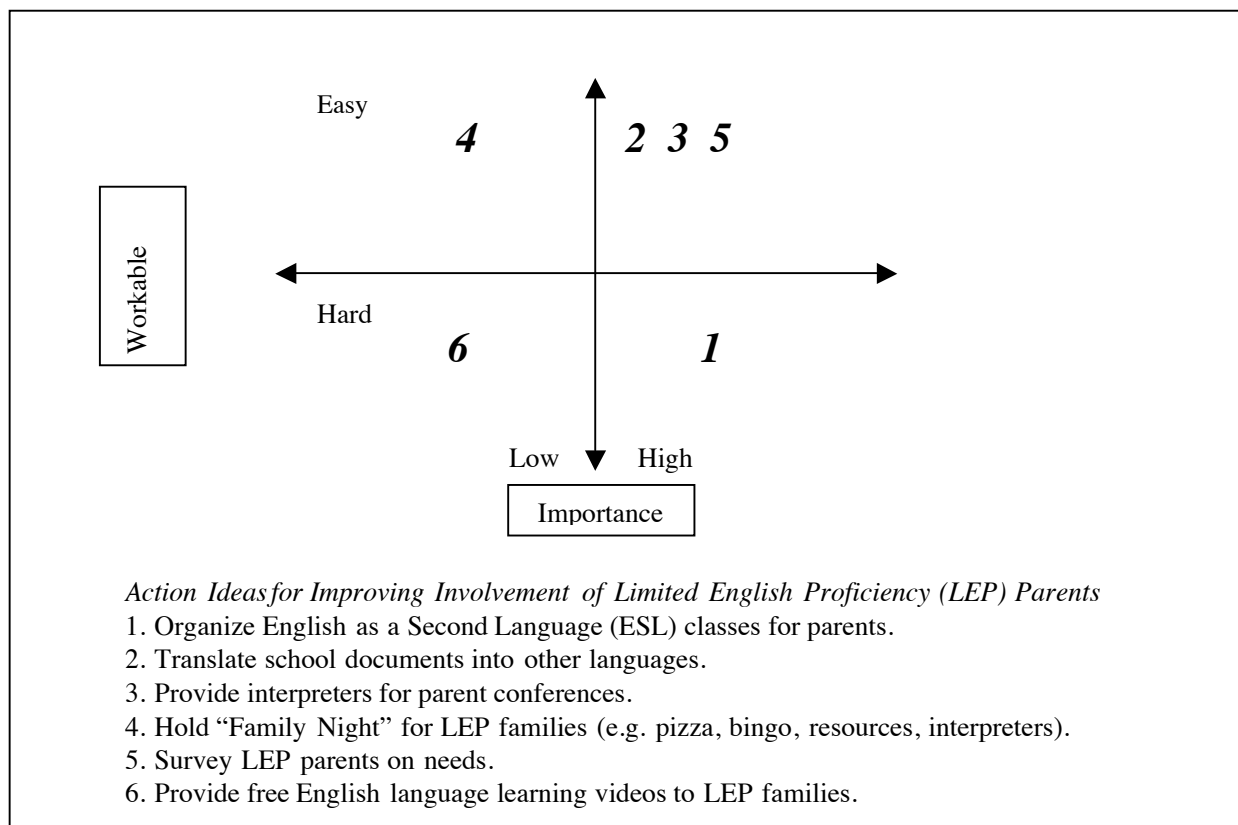 Easy
4 2 3 5
Workable
Hard
6 1
Low High
Importance
Action Ideas for Improving Involvement of Limited English Proficiency (LEP) Parents
1. Organize English as a Second Language (ESL) classes for parents.
2. Translate school documents into other languages.
3. Provide interpreters for parent conferences.
4. Hold “Family Night” for LEP families (e.g. pizza, bingo, resources, interpreters).
5. Survey LEP parents on needs.
6. Provide free English language learning videos to LEP families.